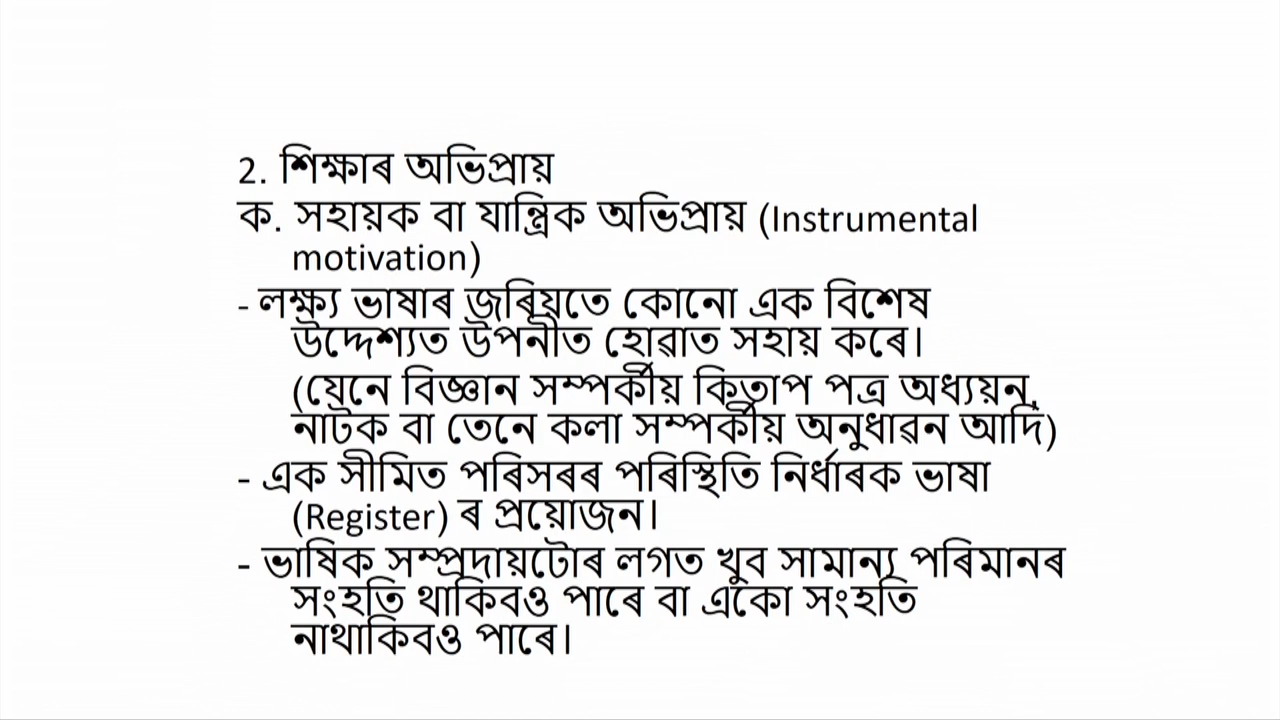 2. শিক্ষাৰ অভিপ্ৰায়
ক. সহায়ক বা যান্ত্ৰিক অভিপ্ৰায় (Instrumental
motivation)
- লক্ষ্য ভাষাৰ জৰিয়তে কোনো এক বিশেষ
উদ্দেশ্যত উপনীত হোৱাত সহায় কৰে।
(যেনে বিজ্ঞান সম্পৰ্কীয় কিতাপ পত্ৰ অধ্যয়ন,
নাটক বা তেনে কলা সম্পৰ্কীয় অনুধাৱন আদি)
- এক সীমিত পৰিসৰৰ পৰিস্থিতি নিৰ্ধাৰক ভাষা
(Register) ৰ প্ৰয়োজন।
- ভাষিক সম্প্ৰদায়টোৰ লগত খুব সামান্য পৰিমানৰ
সংহতি থাকিবও পাৰে বা একো সংহতি
নাথাকিবও পাৰে।